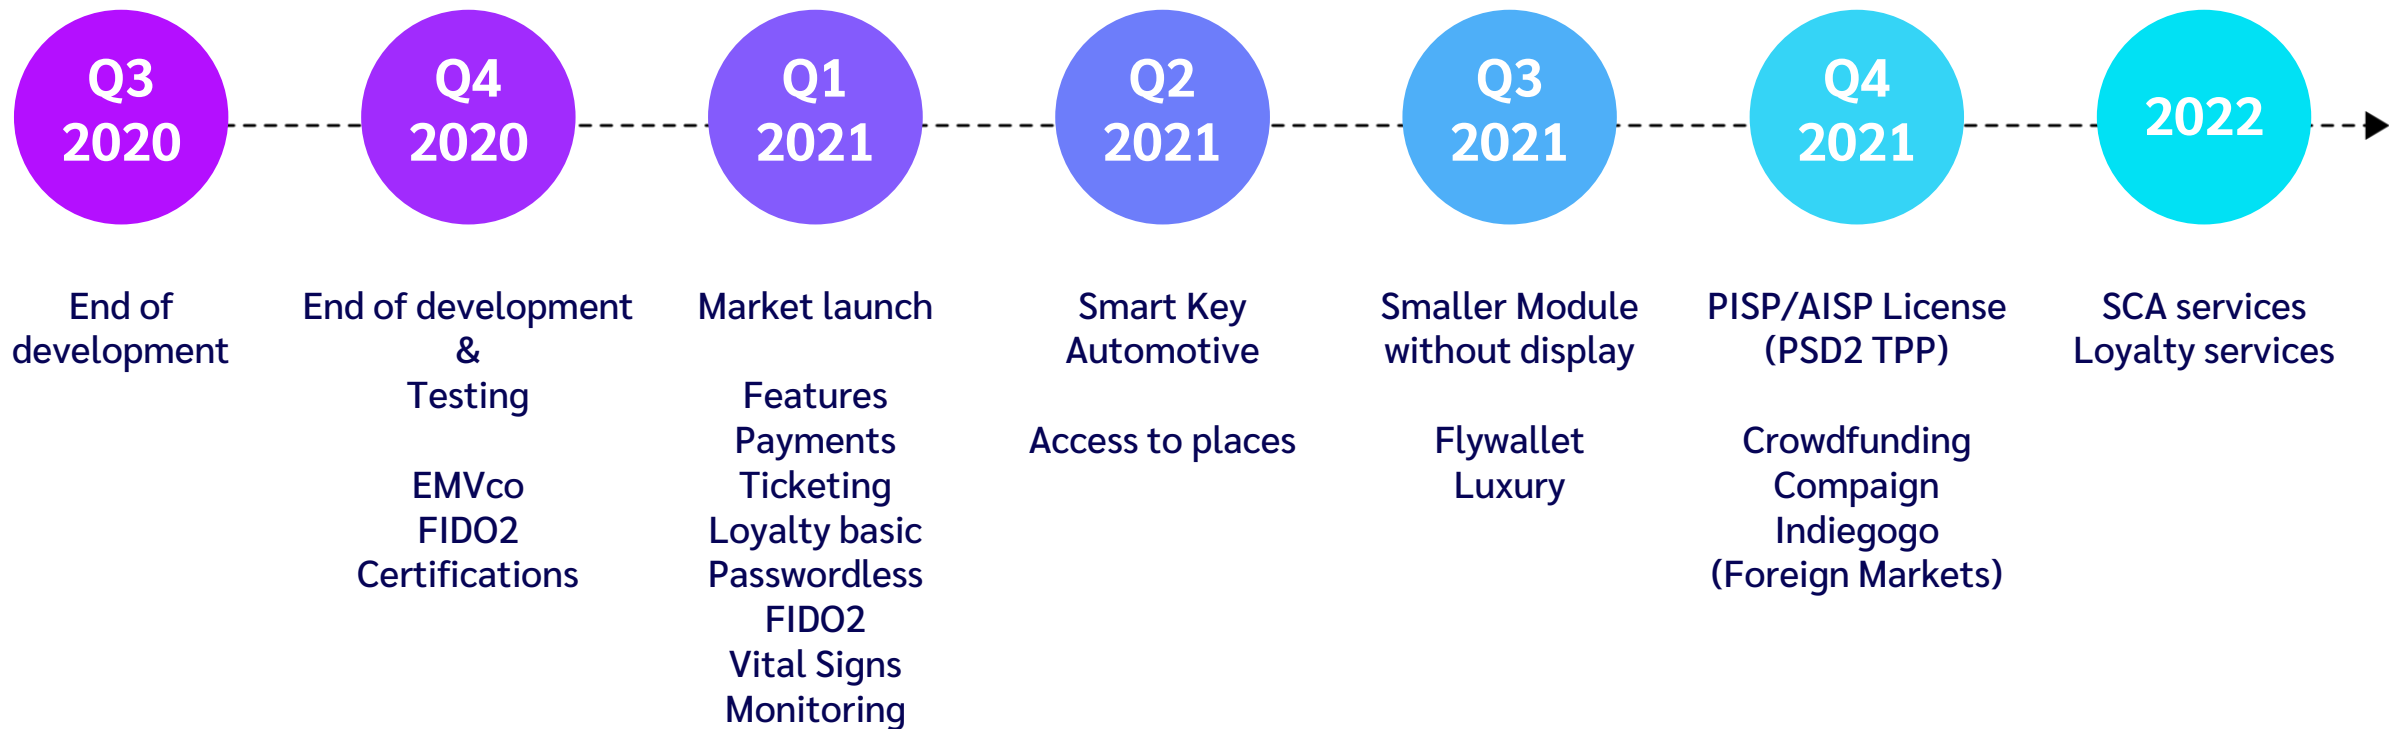 Q3
2020
Q4
2020
Q1
2021
Q2
2021
Q3
2021
Q4
2021
2022
End of
development
End of development
&
Testing
EMVco
FIDO2
Certifications
Market launch
Features
Payments
Ticketing
Loyalty basic
Passwordless
FIDO2
Vital Signs
Monitoring
Smart Key
Automotive
Access to places
Smaller Module
without display
Flywallet
Luxury
PISP/AISP License
(PSD2 TPP)
Crowdfunding
Compaign
Indiegogo
(Foreign Markets)
SCA services
Loyalty services